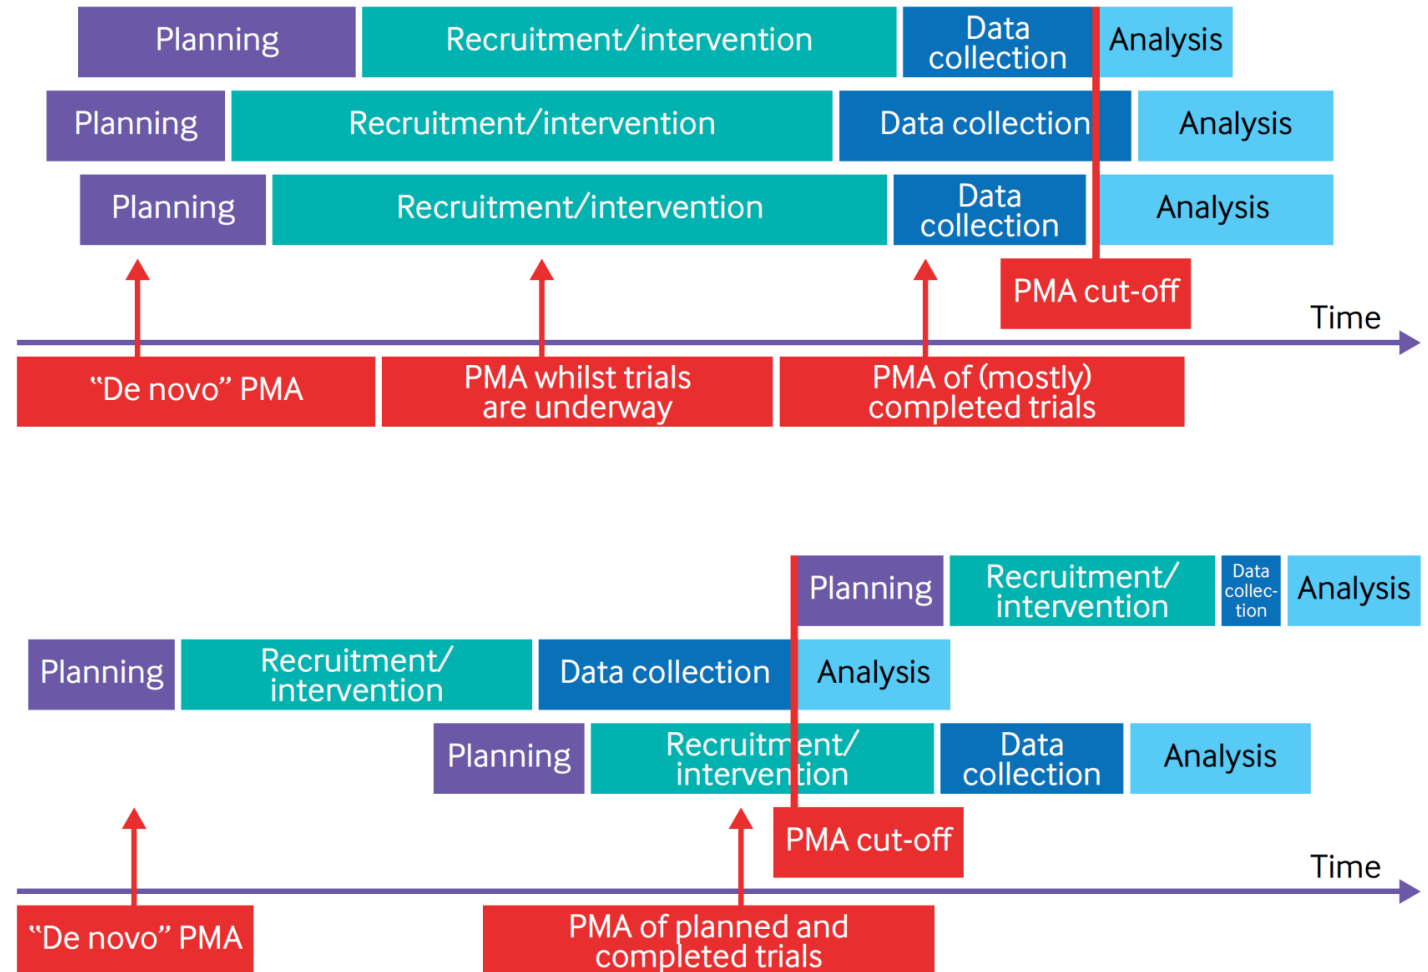 Planning
Recruitment/intervention
Data
collection
Analysis
Planning
Recruitment/intervention
Data collection
Analysis
Planning
Recruitment/intervention
Data
collection
Analysis
PMA cut-off
Time
“De novo” PMA
PMA whilst trials
are underway
PMA of (mostly)
completed trials
Planning
Recruitment/
intervention
Data
collec-
tion
Analysis
Planning
Recruitment/
intervention
Data collection
Analysis
Planning
Recruitment/
intervention
Data
collection
Analysis
PMA cut-off
Time
“De novo” PMA
PMA of planned and
completed trials